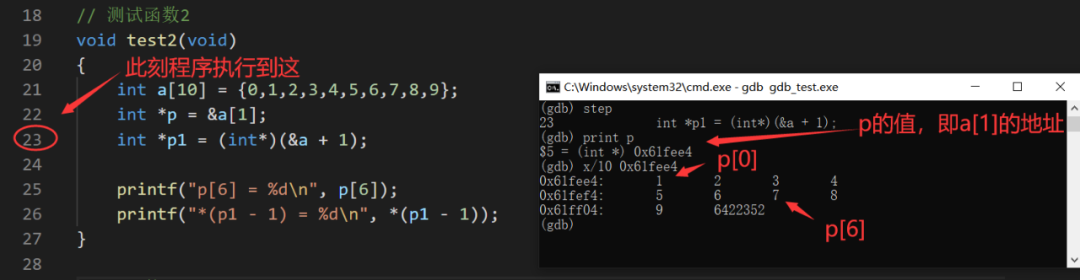 18 // 测试函数2
19 void test2(void)
20 {
此刻程序执行到这
21 int a[10] = {0,1,2,3,4,5,6,7,8,9};
22 int *p = &a[1];
23 int *p1 = (int*)(&a + 1);
24
25 printf("p[6] = %d\n", p[6]);
26 printf("*(p1 - 1) = %d\n", *(p1 - 1));
27 }
28
C:\Windows\system32\cmd.exe - gdb gdb_test.exe
(gdb) step
23 int *p1 = (int*)(&a + 1);
(gdb) print p
p的值，即a[1]的地址
$5 = (int *) 0x61fee4
(gdb) x/10 0x61fee4
p[0]
0x61fee4: 1 2 3 4
0x61fef4: 5 6 7 8
0x61ff04: 9 6422352
(gdb)
p[6]